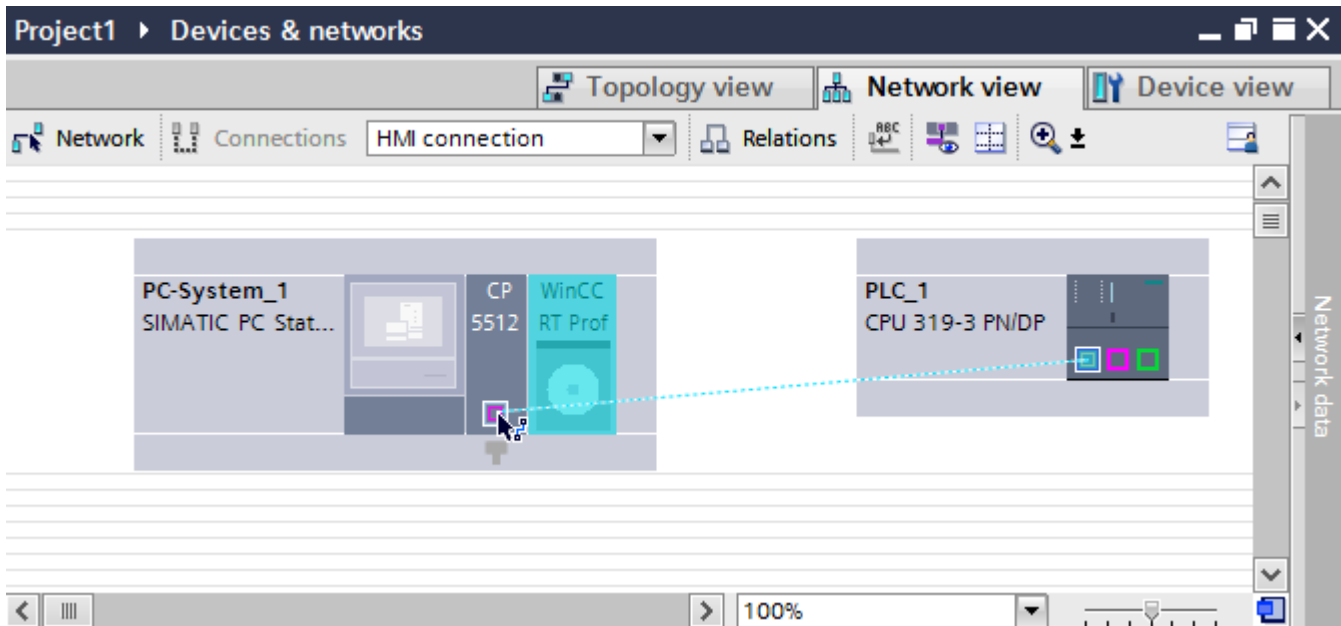 Project1 ▸ Devices & networks
Topology view
Network view
Device view
Network
Connections
HMI connection
Relations
ABC
PC-System_1
SIMATIC PC Stat...
CP
5512
WinCC
RT Prof
PLC_1
CPU 319-3 PN/DP
Network data
100%